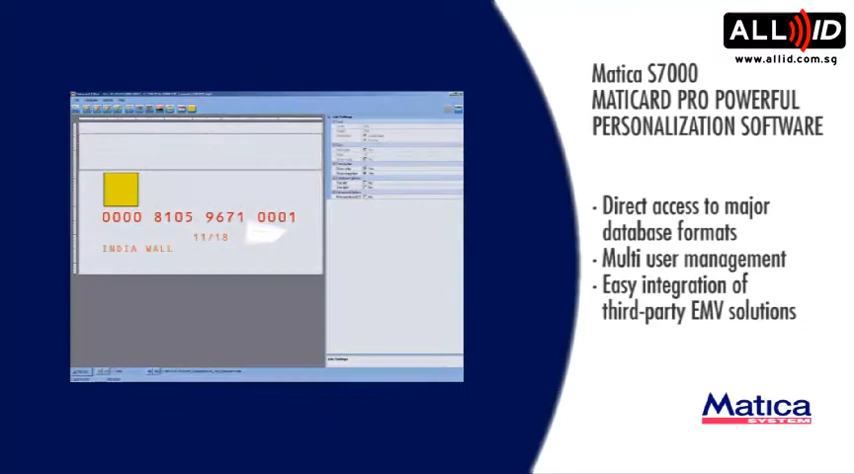 ALL ID
www.allid.com.sg
Matica S7000
MATICARD PRO POWERFUL
PERSONALIZATION SOFTWARE
· Direct access to major
database formats
· Multi user management
· Easy integration of
third-party EMV solutions
0000 8105 9671 0001
11/18
INDIA WALL
Matica
SYSTEM